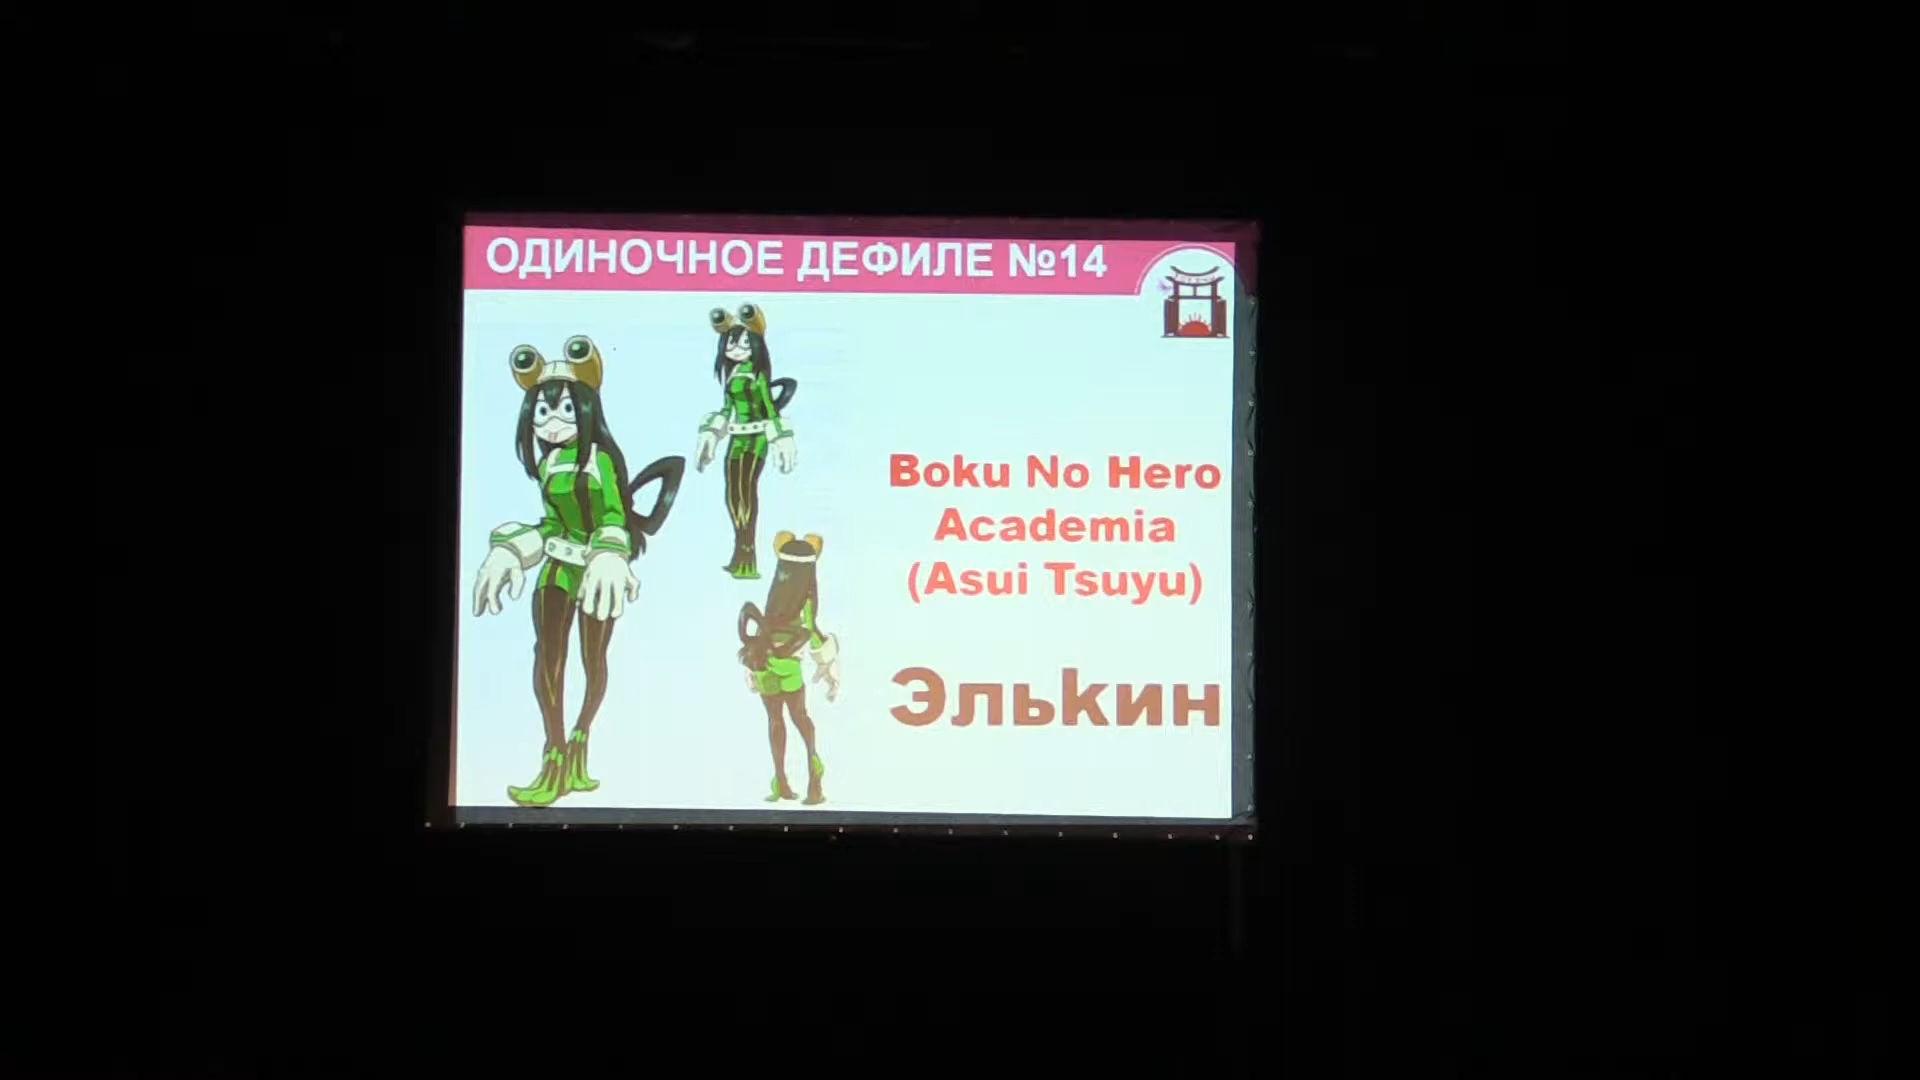 ОДИНОЧНОЕ ДЕФИЛЕ №14
Boku No Hero
Academia
(Asui Tsuyu)
Элькин